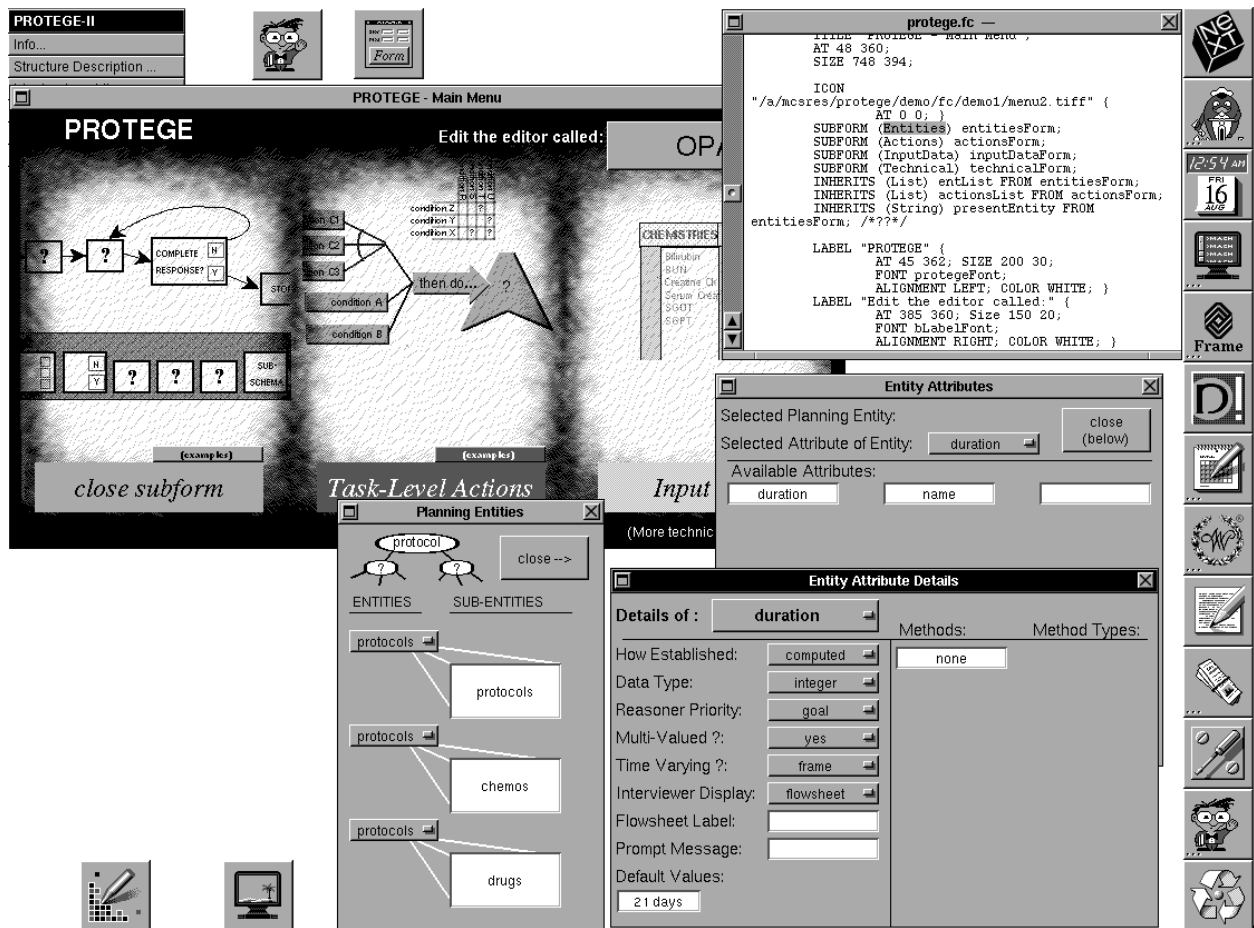 PROTEGE-II
Info...
Structure Description ...
Form
PROTEGE - Main Menu
PROTEGE
Edit the editor called:
?
?
COMPLETE
RESPONSE?
N
Y
N
Y
?
?
?
SUB-
SCHEMA
(examples)
close subform
condition Z
condition Y
condition X
?
?
?
?
condition A
condition B
then do...
?
(examples)
Task-Level Actions
CHEMISTRIES
Bilirubin
BUN
SGOT
SGPT
Input
(More technic
protege.fc —
TITLE "PROTEGE - Main Menu";
AT 48 360;
SIZE 748 394;
ICON
"/a/mcsres/protege/demo/fc/demo1/menu2.tiff" {
AT 0 0; }
SUBFORM (Entities) entitiesForm;
SUBFORM (Actions) actionsForm;
SUBFORM (InputData) inputDataForm;
SUBFORM (Technical) technicalForm;
INHERITS (List) entList FROM entitiesForm;
INHERITS (List) actionsList FROM actionsForm;
INHERITS (String) presentEntity FROM
entitiesForm; /*??*/
LABEL "PROTEGE" {
AT 45 362; SIZE 200 30;
FONT protegeFont;
ALIGNMENT LEFT; COLOR WHITE; }
LABEL "Edit the editor called:" {
AT 385 360; Size 150 20;
FONT bLabelFont;
ALIGNMENT RIGHT; COLOR WHITE; }
Entity Attributes
Selected Planning Entity:
Selected Attribute of Entity: duration
close
(below)
Available Attributes:
duration name
Planning Entities
protocol
? ?
close -->
ENTITIES SUB-ENTITIES
protocols
protocols
protocols
chemos
protocols
drugs
Entity Attribute Details
Details of : duration
Methods: Method Types:
How Established: computed
none
Data Type: integer
Reasoner Priority: goal
Multi-Valued ?: yes
Time Varying ?: frame
Interviewer Display: flowsheet
Flowsheet Label:
Prompt Message:
Default Values:
21 days
NeXT
12:54 AM
FRI
16
AUG
Frame
D!
W